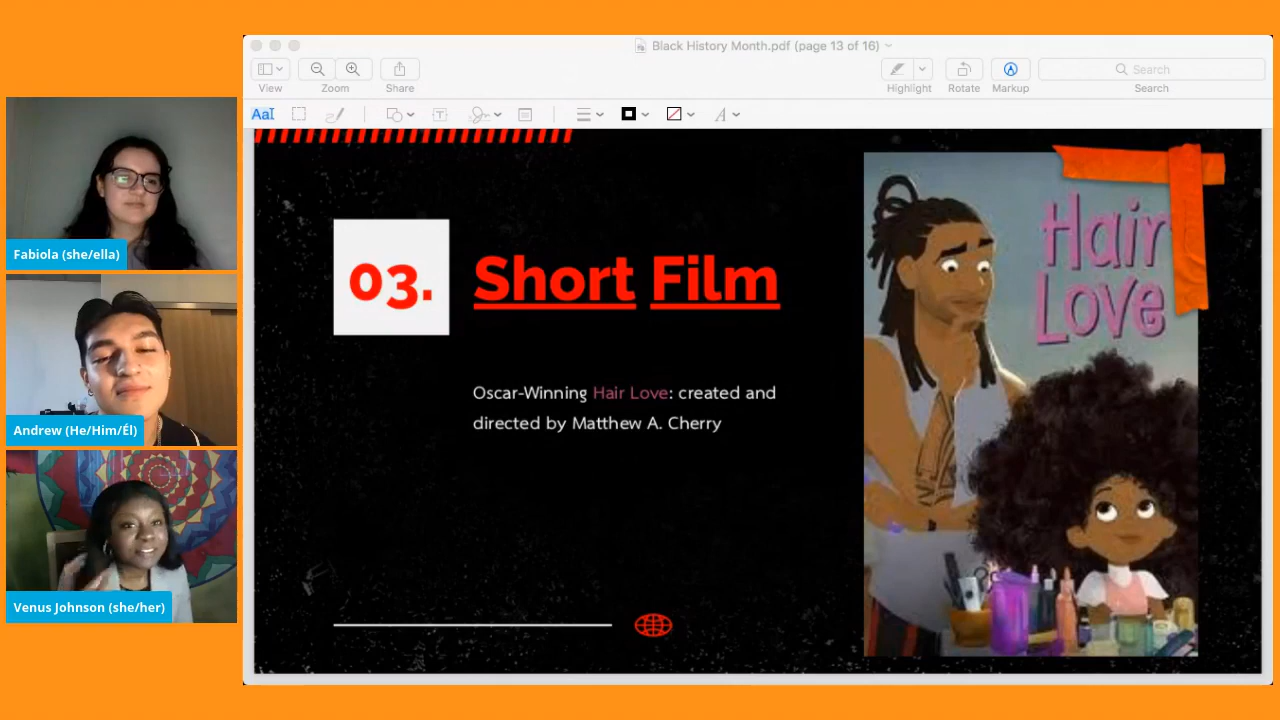 Black History Month.pdf (page 13 of 16)
View
Zoom
Share
Highlight
Rotate
Markup
Search
Search
AaI
T
A
Fabiola (she/ella)
Andrew (He/Him/Él)
Venus Johnson (she/her)
03.
Short Film
Oscar-Winning Hair Love: created and
directed by Matthew A. Cherry
Hair
Love